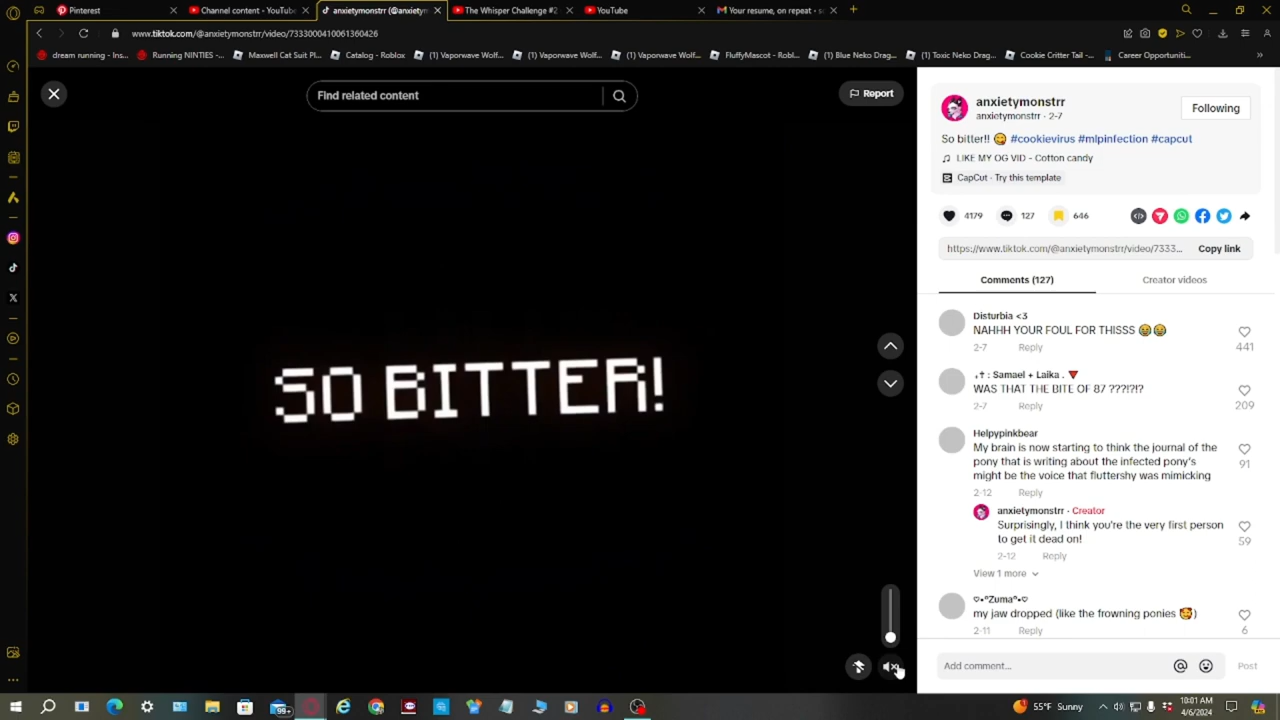 Pinterest
Channel content - YouTube
anxietymonstrr (@anxietym
The Whisper Challenge #2
YouTube
Your resume, on repeat - s
www.tiktok.com/@anxietymonstrr/video/7333000410061360426
dream running - Ins...
Running NINTIES -...
Maxwell Cat Suit Pl...
Catalog - Roblox
(1) Vaporwave Wolf...
(1) Vaporwave Wolf...
(1) Vaporwave Wolf...
FluffyMascot - Robl...
(1) Blue Neko Drag...
(1) Toxic Neko Drag...
Cookie Critter Tail -...
Career Opportuniti...
Find related content
Report
SO BITTER!
anxietymonstrr
anxietymonstrr · 2-7
Following
So bitter!! 😋 #cookievirus #mlpinfection #capcut
LIKE MY OG VID - Cotton candy
CapCut · Try this template
4179
127
646
https://www.tiktok.com/@anxietymonstrr/video/7333...
Copy link
Comments (127)
Creator videos
Disturbia <3
NAHHH YOUR FOUL FOR THISSS 😂😂
2-7 Reply
441
.₊✝ : Samael + Laika . 🔻
WAS THAT THE BITE OF 87 ???!?!?
2-7 Reply
209
Helpypinkbear
My brain is now starting to think the journal of the
pony that is writing about the infected pony's
might be the voice that fluttershy was mimicking
2-12 Reply
91
anxietymonstrr · Creator
Surprisingly, I think you're the very first person
to get it dead on!
2-12 Reply
59
View 1 more
♡•°Zuma°•♡
my jaw dropped (like the frowning ponies 🥰)
2-11 Reply
6
Add comment...
Post
99+
55°F Sunny
10:01 AM
4/6/2024